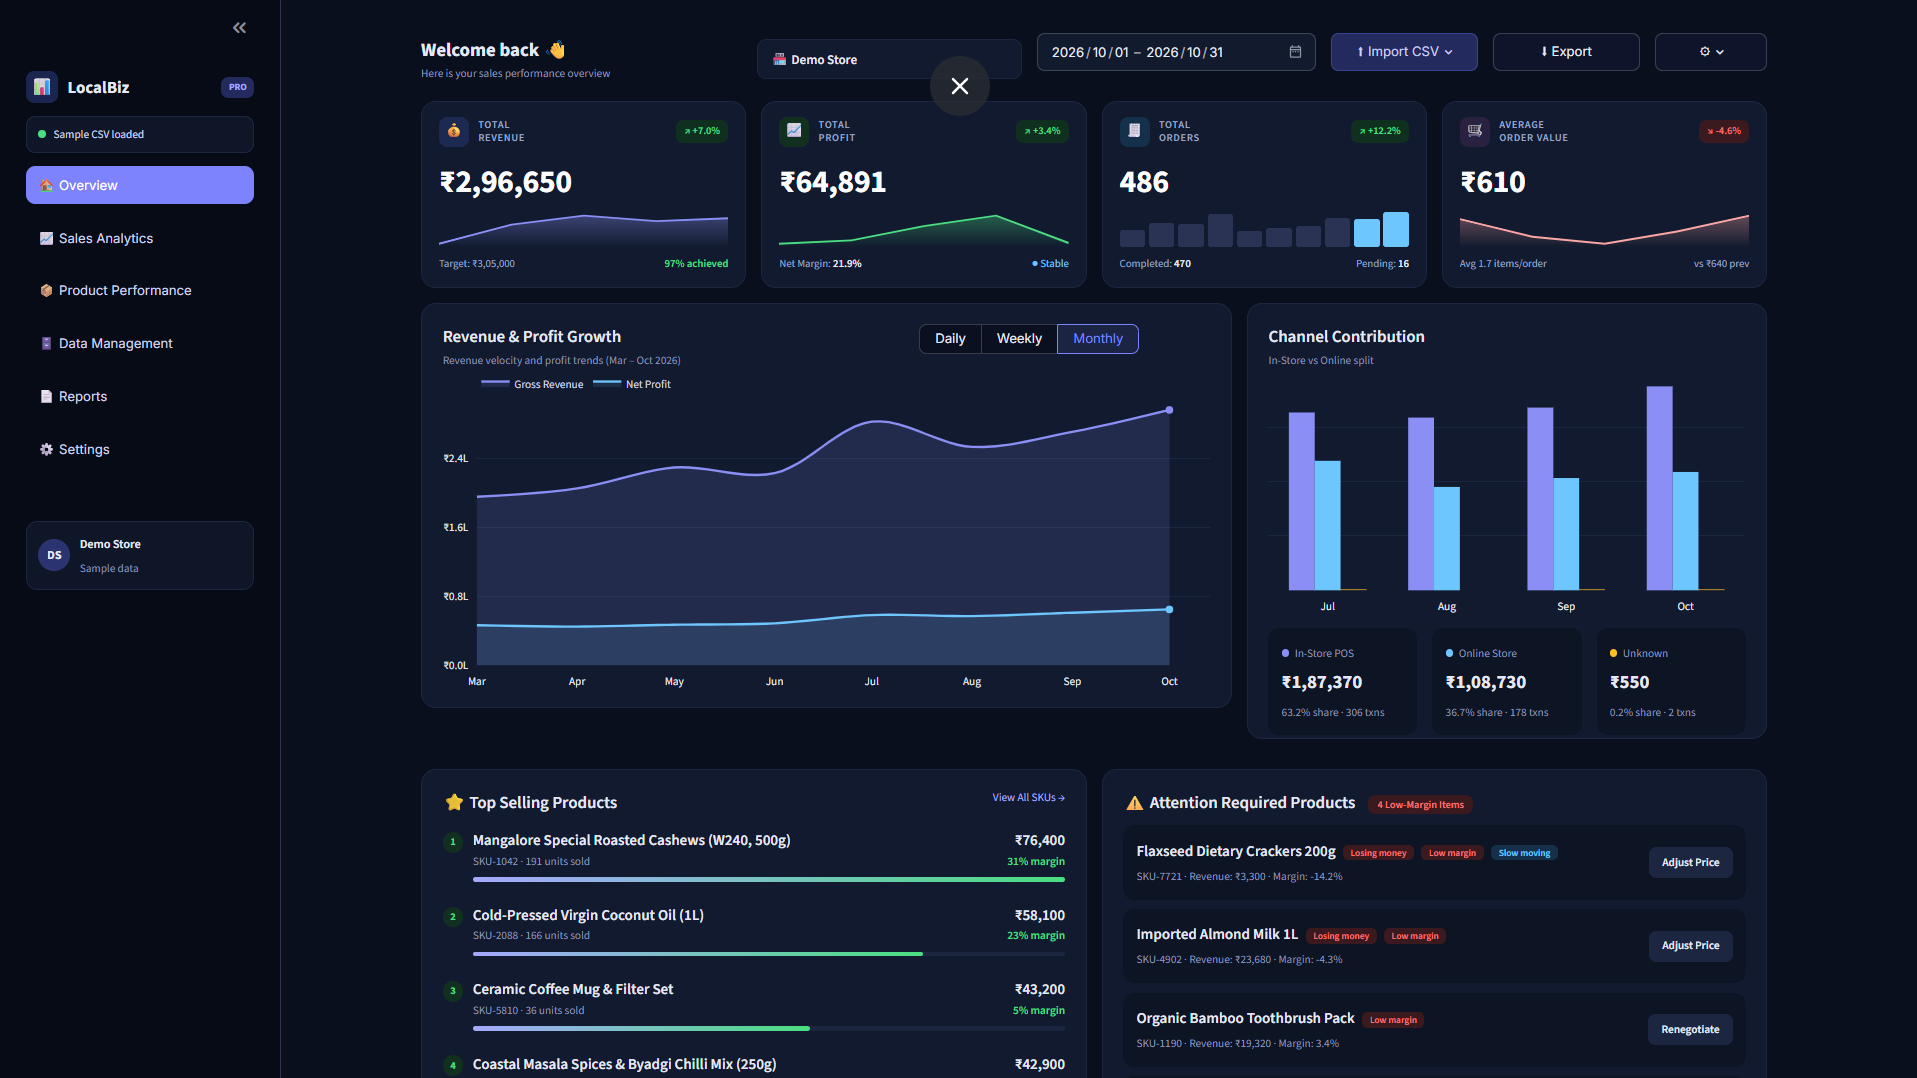 LocalBiz
PRO
Sample CSV loaded
Overview
Sales Analytics
Product Performance
Data Management
Reports
Settings
DS
Demo Store
Sample data
Welcome back
Here is your sales performance overview
Demo Store
2026/10/01 – 2026/10/31
Import CSV
Export
TOTAL
REVENUE
+7.0%
₹2,96,650
Target: ₹3,05,000
97% achieved
TOTAL
PROFIT
+3.4%
₹64,891
Net Margin: 21.9%
Stable
TOTAL
ORDERS
+12.2%
486
Completed: 470
Pending: 16
AVERAGE
ORDER VALUE
-4.6%
₹610
Avg 1.7 items/order
vs ₹640 prev
Revenue & Profit Growth
Revenue velocity and profit trends (Mar – Oct 2026)
Daily
Weekly
Monthly
Gross Revenue
Net Profit
₹2.4L
₹1.6L
₹0.8L
₹0.0L
Mar
Apr
May
Jun
Jul
Aug
Sep
Oct
Channel Contribution
In-Store vs Online split
Jul
Aug
Sep
Oct
In-Store POS
₹1,87,370
63.2% share · 306 txns
Online Store
₹1,08,730
36.7% share · 178 txns
Unknown
₹550
0.2% share · 2 txns
Top Selling Products
View All SKUs →
1
Mangalore Special Roasted Cashews (W240, 500g)
₹76,400
SKU-1042 · 191 units sold
31% margin
2
Cold-Pressed Virgin Coconut Oil (1L)
₹58,100
SKU-2088 · 166 units sold
23% margin
3
Ceramic Coffee Mug & Filter Set
₹43,200
SKU-5810 · 36 units sold
5% margin
4
Coastal Masala Spices & Byadgi Chilli Mix (250g)
₹42,900
Attention Required Products
4 Low-Margin Items
Flaxseed Dietary Crackers 200g
Losing money
Low margin
Slow moving
SKU-7721 · Revenue: ₹3,300 · Margin: -14.2%
Adjust Price
Imported Almond Milk 1L
Losing money
Low margin
SKU-4902 · Revenue: ₹23,680 · Margin: -4.3%
Adjust Price
Organic Bamboo Toothbrush Pack
Low margin
SKU-1190 · Revenue: ₹19,320 · Margin: 3.4%
Renegotiate